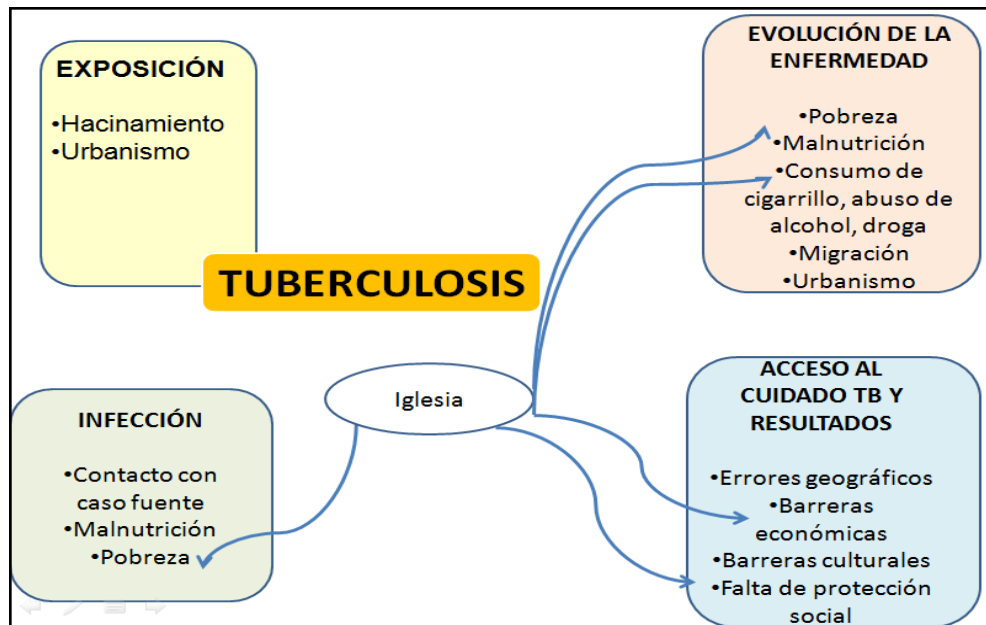 EXPOSICIÓN
•Hacinamiento
•Urbanismo
EVOLUCIÓN DE LA
ENFERMEDAD
•Pobreza
•Malnutrición
•Consumo de
cigarrillo, abuso de
alcohol, droga
•Migración
•Urbanismo
TUBERCULOSIS
Iglesia
INFECCIÓN
•Contacto con
caso fuente
•Malnutrición
•Pobreza
ACCESO AL
CUIDADO TB Y
RESULTADOS
•Errores geográficos
•Barreras
económicas
•Barreras culturales
•Falta de protección
social